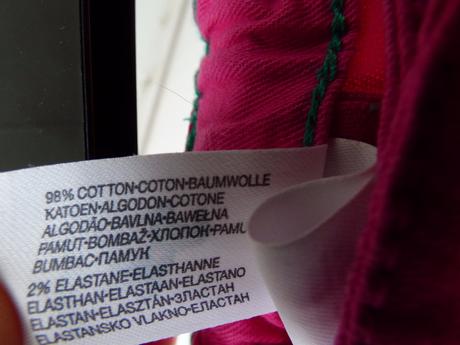 98% COTTON•COTON•BAUMWOLLE
KATOEN•ALGODON•COTONE
ALGODÃO•BAVLNA•BAWEŁNA
PAMUT•BOMBAŽ•ХЛОПОК•PAMU
BUMBAC•ПАМУК
2% ELASTANE•ELASTHANNE
ELASTHAN•ELASTAAN•ELASTANO
ELASTAN•ELASZTÁN•ЭЛАСТАН
ELASTANSKO VLAKNO•ЕЛАСТАН